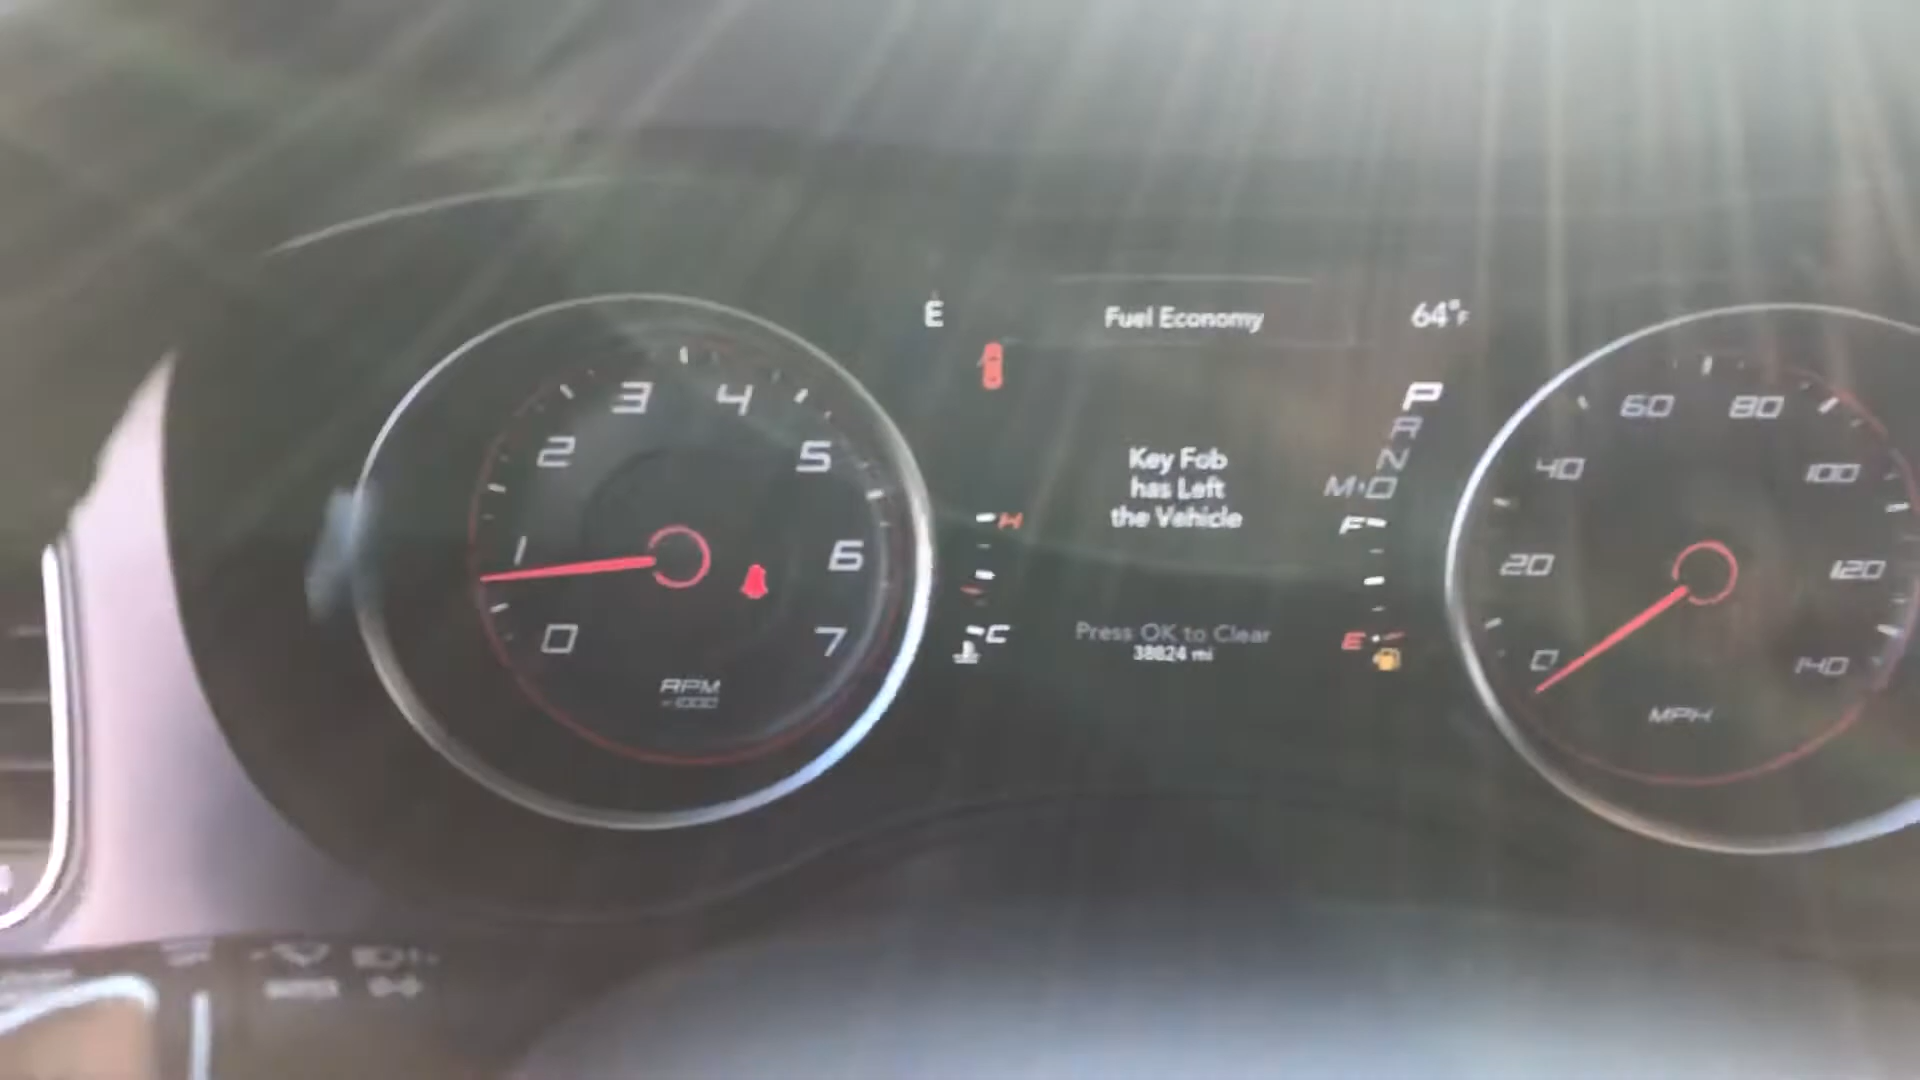 E
Fuel Economy
64°F
3
4
2
5
1
6
0
7
RPM
×1000
P
R
N
M·D
H
C
F
E
Key Fob
has Left
the Vehicle
Press OK to Clear
38824 mi
60
80
40
100
20
120
0
140
MPH